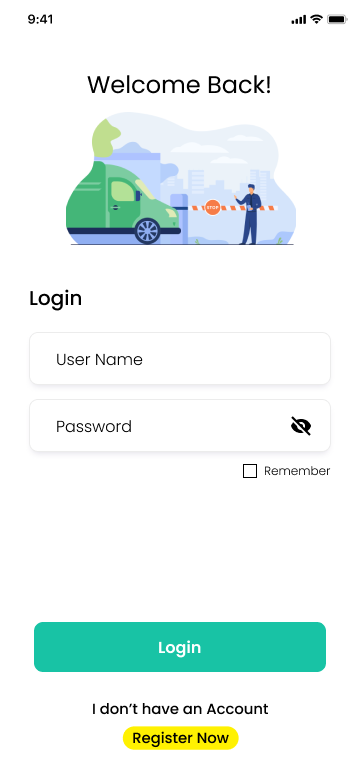 9:41
Welcome Back!
STOP
Login
User Name
Password
Remember
Login
I don’t have an Account
Register Now